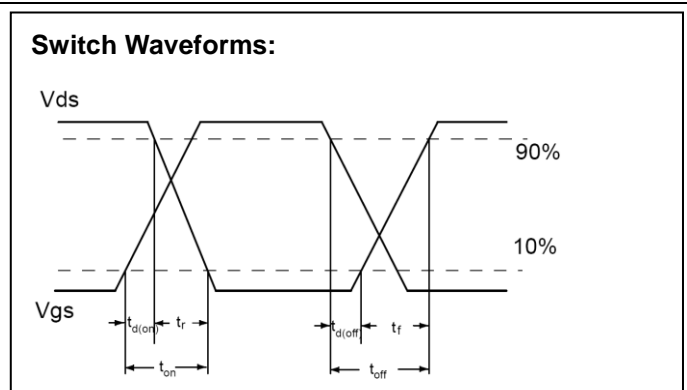 Switch Waveforms:
Vds
90%
10%
Vgs
td(on) tr td(off) tf
ton toff